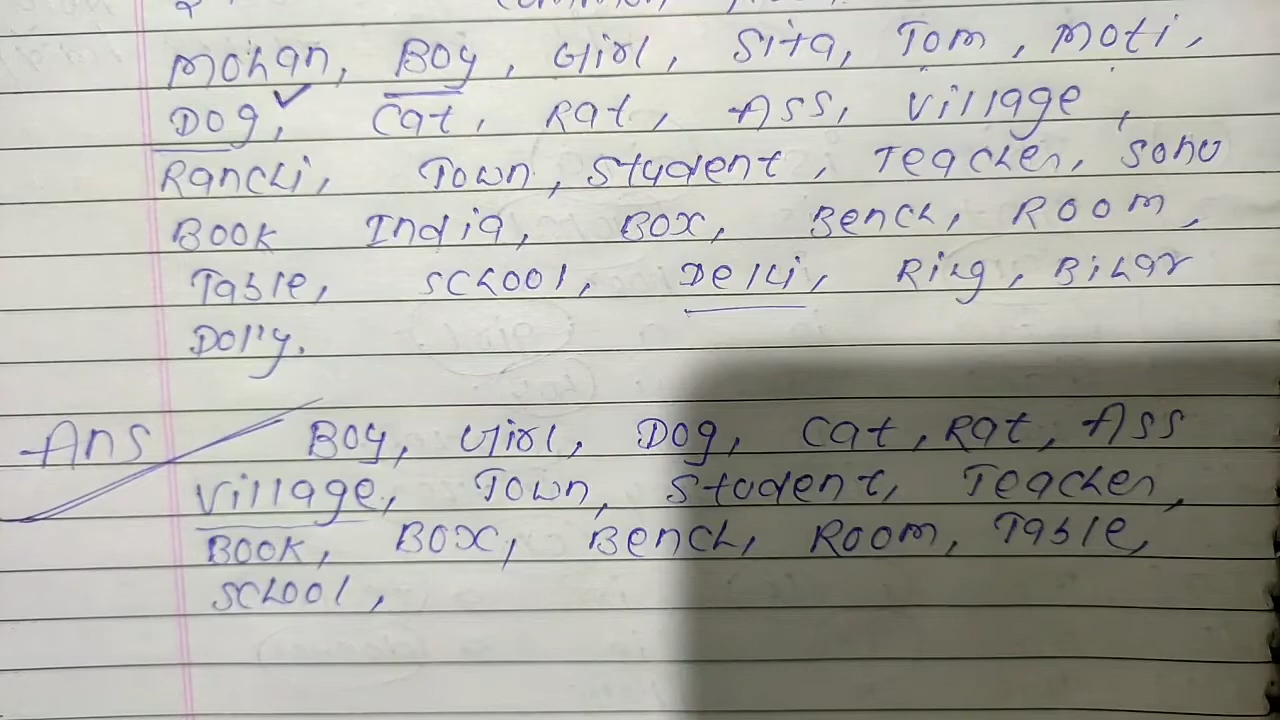 Mohan, Boy, Girl, Sita, Tom, Moti,
Dog, Cat, Rat, Ass, Village,
Ranchi, Town, Student, Teacher, Sonu
Book India, Box, Bench, Room,
Table, School, Delhi, Ring, Bihar
Dolly.
Ans Boy, Girl, Dog, Cat, Rat, Ass
Village, Town, Student, Teacher,
Book, Box, Bench, Room, Table,
School,